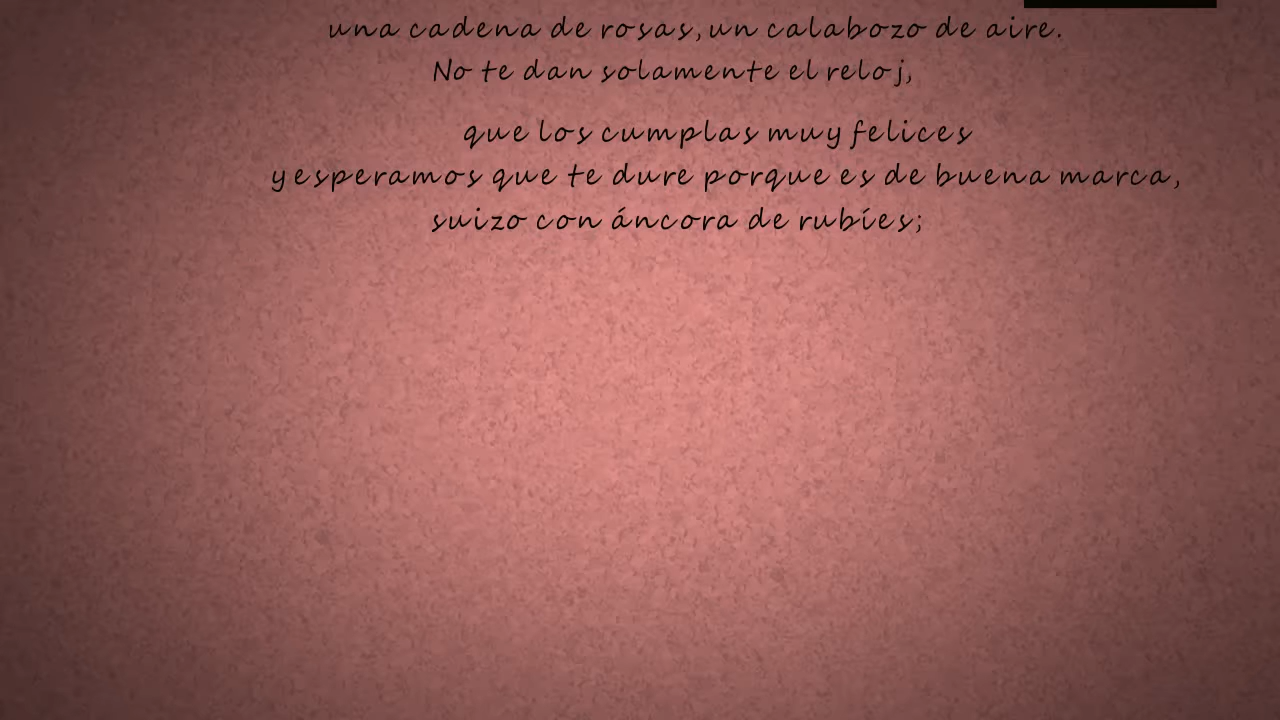 una cadena de rosas, un calabozo de aire.
No te dan solamente el reloj,
que los cumplas muy felices
y esperamos que te dure porque es de buena marca,
suizo con áncora de rubíes;